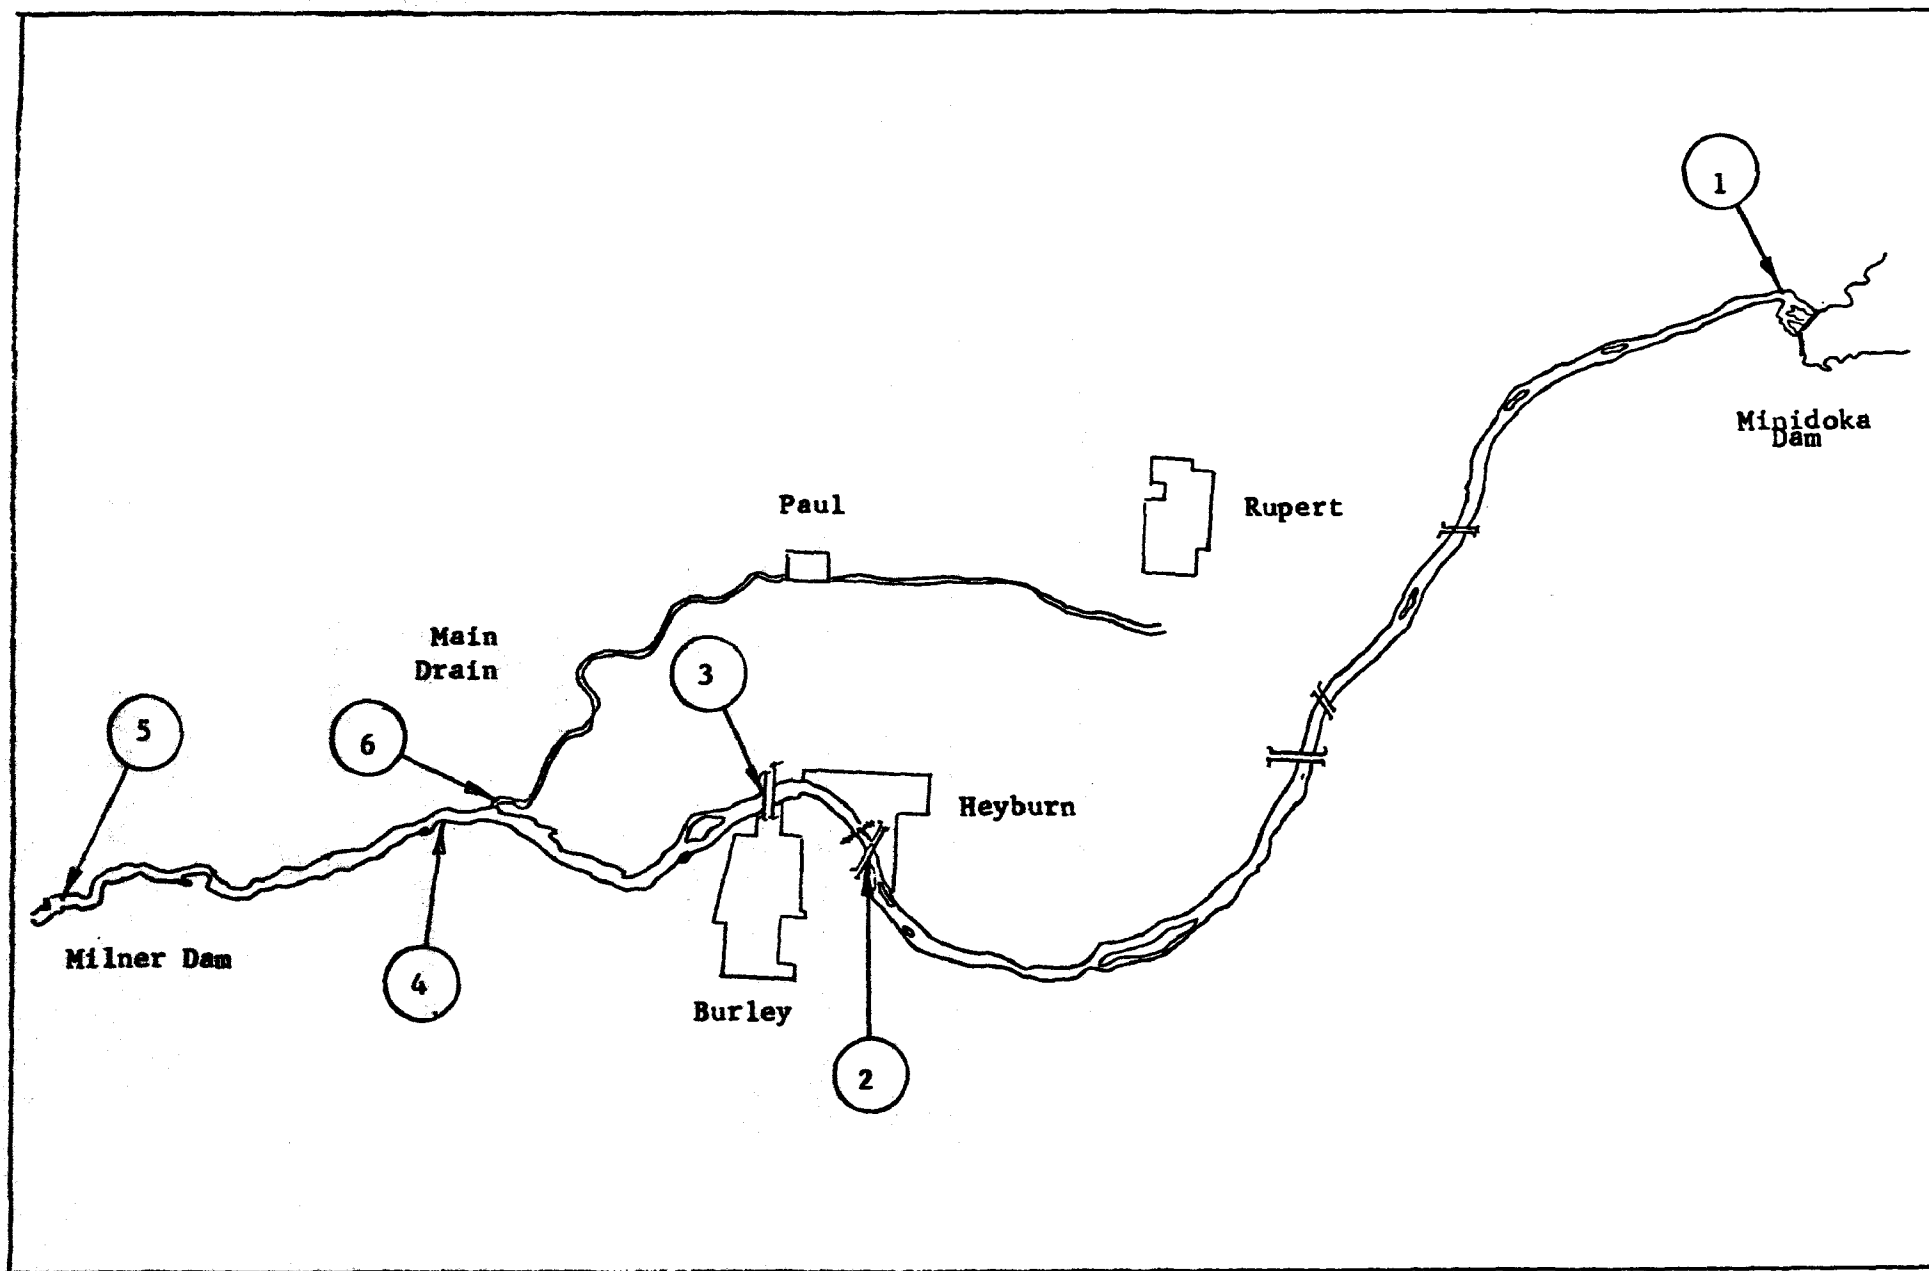 1
Minidoka
Dam
Paul
Rupert
Main
Drain
3
5
6
Heyburn
Milner Dam
4
Burley
2